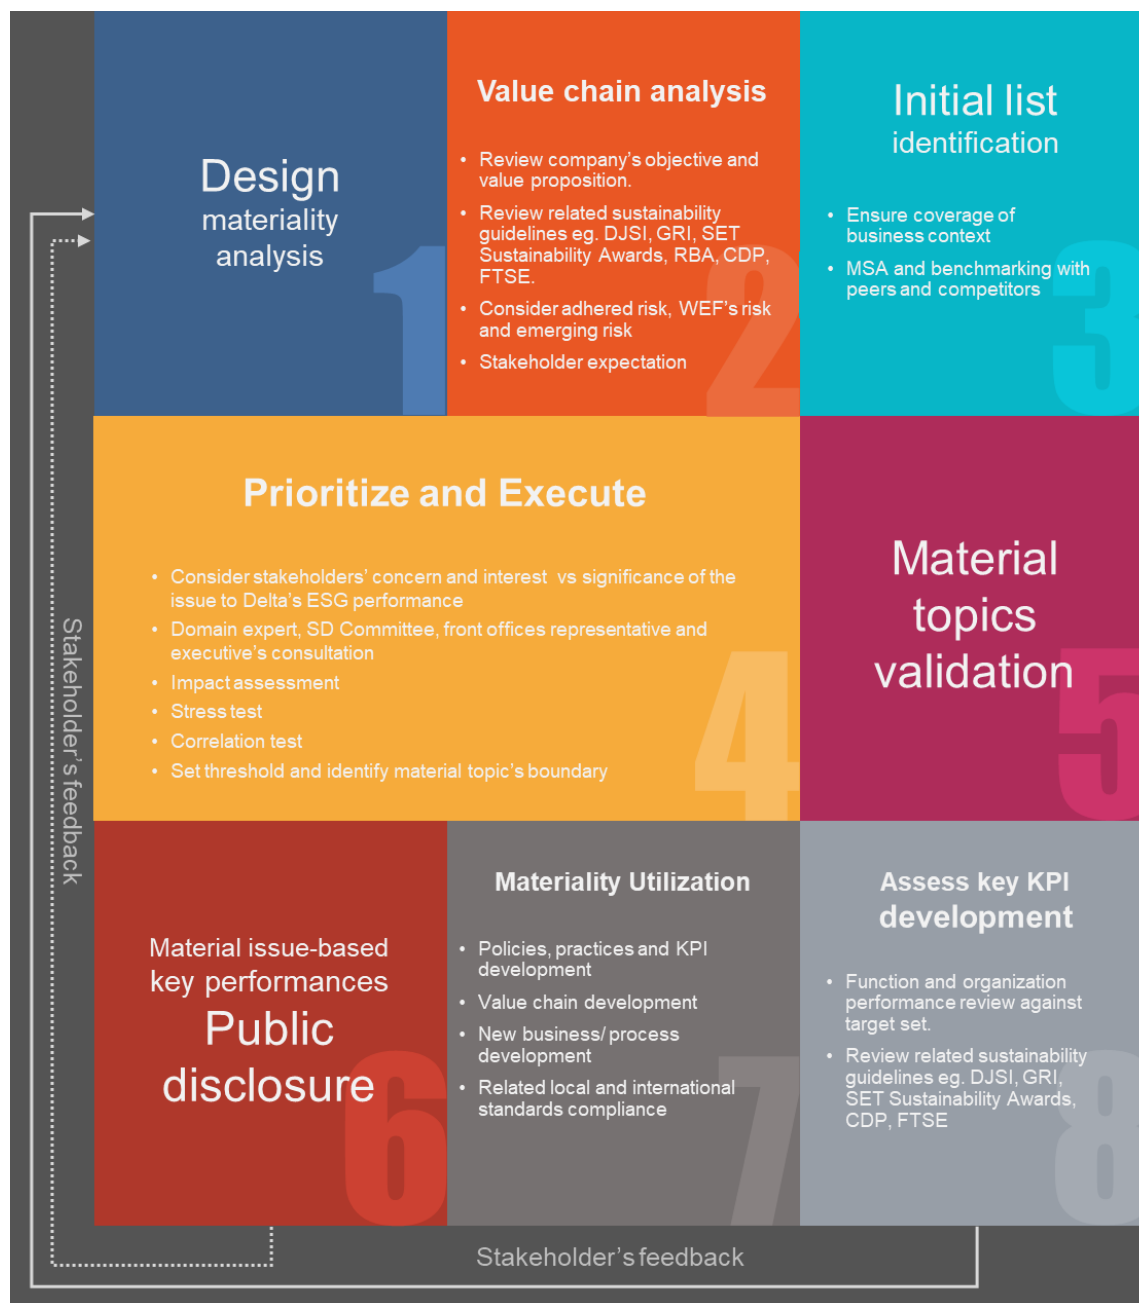 Design
materiality
analysis
1
Value chain analysis
• Review company's objective and
value proposition.
• Review related sustainability
guidelines eg. DJSI, GRI, SET
Sustainability Awards, RBA, CDP,
FTSE.
• Consider adhered risk, WEF's risk
and emerging risk
• Stakeholder expectation
2
Initial list
identification
• Ensure coverage of
business context
• MSA and benchmarking with
peers and competitors
3
Prioritize and Execute
• Consider stakeholders' concern and interest vs significance of the
issue to Delta's ESG performance
• Domain expert, SD Committee, front offices representative and
executive's consultation
• Impact assessment
• Stress test
• Correlation test
• Set threshold and identify material topic's boundary
4
Material
topics
validation
5
Material issue-based
key performances
Public
disclosure
6
Materiality Utilization
• Policies, practices and KPI
development
• Value chain development
• New business/ process
development
• Related local and international
standards compliance
7
Assess key KPI
development
• Function and organization
performance review against
target set.
• Review related sustainability
guidelines eg. DJSI, GRI,
SET Sustainability Awards,
CDP, FTSE
8
Stakeholder's feedback
Stakeholder's feedback